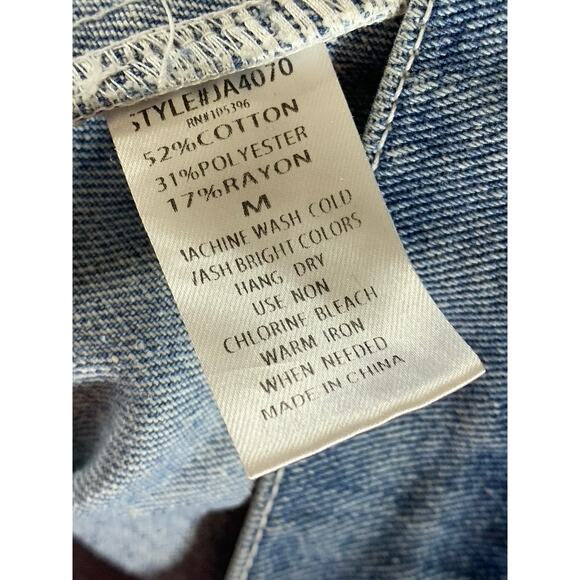 STYLE#JA4070
RN#105396
52%COTTON
31%POLYESTER
17%RAYON
M
MACHINE WASH COLD
WASH BRIGHT COLORS
HANG DRY
USE NON
CHLORINE BLEACH
WARM IRON
WHEN NEEDED
MADE IN CHINA